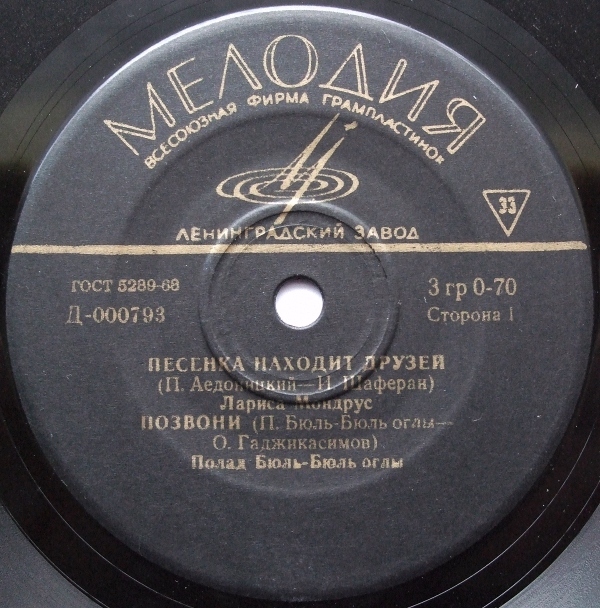 МЕЛОДИЯ
ВСЕСОЮЗНАЯ ФИРМА ГРАМПЛАСТИНОК
33
ЛЕНИНГРАДСКИЙ ЗАВОД
ГОСТ 5289-68
3 гр 0-70
Д-000793
Сторона 1
ПЕСЕНКА НАХОДИТ ДРУЗЕЙ
(П. Аедоницкий—И. Шаферан)
Лариса Мондрус
ПОЗВОНИ (П. Бюль-Бюль оглы—
О. Гаджикасимов)
Полад Бюль-Бюль оглы